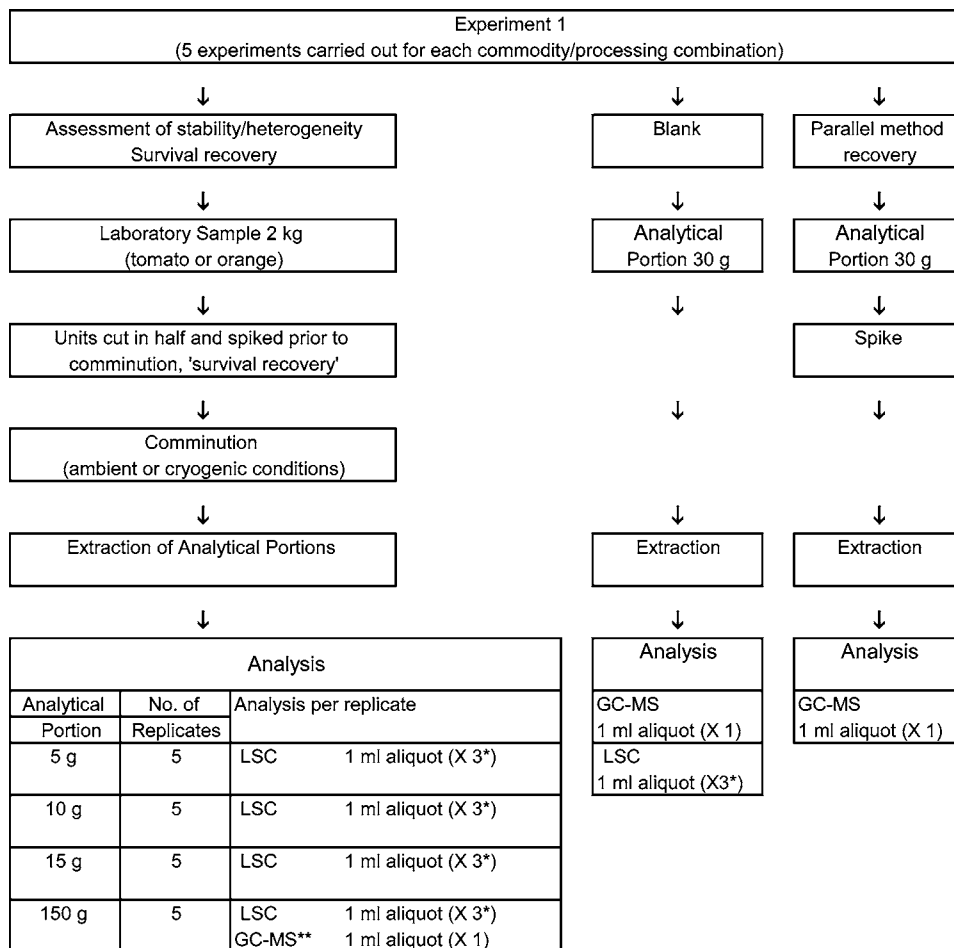 Experiment 1
(5 experiments carried out for each commodity/processing combination)
↓ ↓ ↓
Assessment of stability/heterogeneity
Survival recovery
Blank
Parallel method
recovery
↓ ↓ ↓
Laboratory Sample 2 kg
(tomato or orange)
Analytical
Portion 30 g
Analytical
Portion 30 g
↓ ↓ ↓
Units cut in half and spiked prior to
comminution, 'survival recovery'
Spike
↓ ↓ ↓
Comminution
(ambient or cryogenic conditions)
↓ ↓ ↓
Extraction of Analytical Portions
Extraction
Extraction
↓ ↓ ↓
Analysis
Analytical Portion No. of Replicates Analysis per replicate
5 g 5 LSC 1 ml aliquot (X 3*)
10 g 5 LSC 1 ml aliquot (X 3*)
15 g 5 LSC 1 ml aliquot (X 3*)
150 g 5 LSC 1 ml aliquot (X 3*)
GC-MS** 1 ml aliquot (X 1)
Analysis
GC-MS
1 ml aliquot (X 1)
LSC
1 ml aliquot (X3*)
Analysis
GC-MS
1 ml aliquot (X 1)